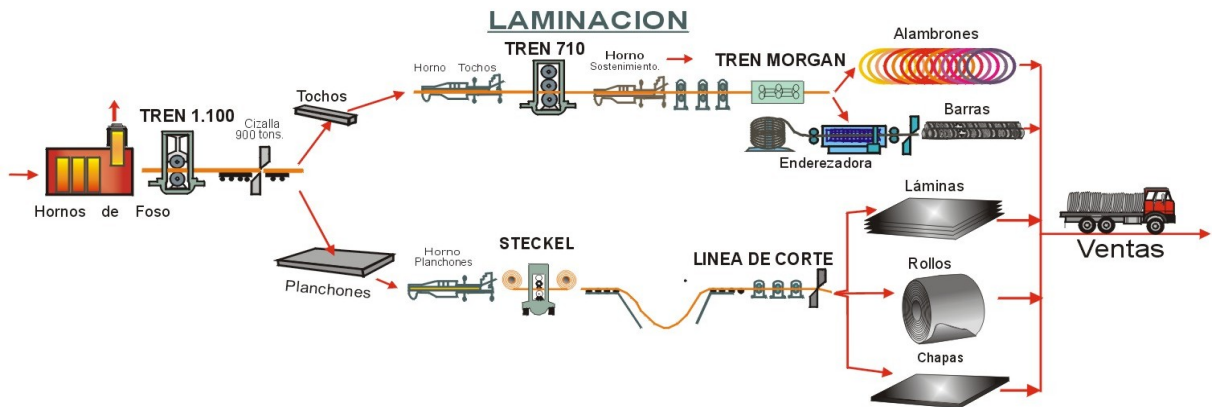 LAMINACION
Alambrones
TREN 710
Horno
Sostenimiento.
TREN MORGAN
Horno Tochos
Tochos
TREN 1.100
Cizalla
900 tons.
Barras
Enderezadora
Hornos de Foso
Láminas
Ventas
STECKEL
Horno
Planchones
LINEA DE CORTE
Planchones
Rollos
Chapas